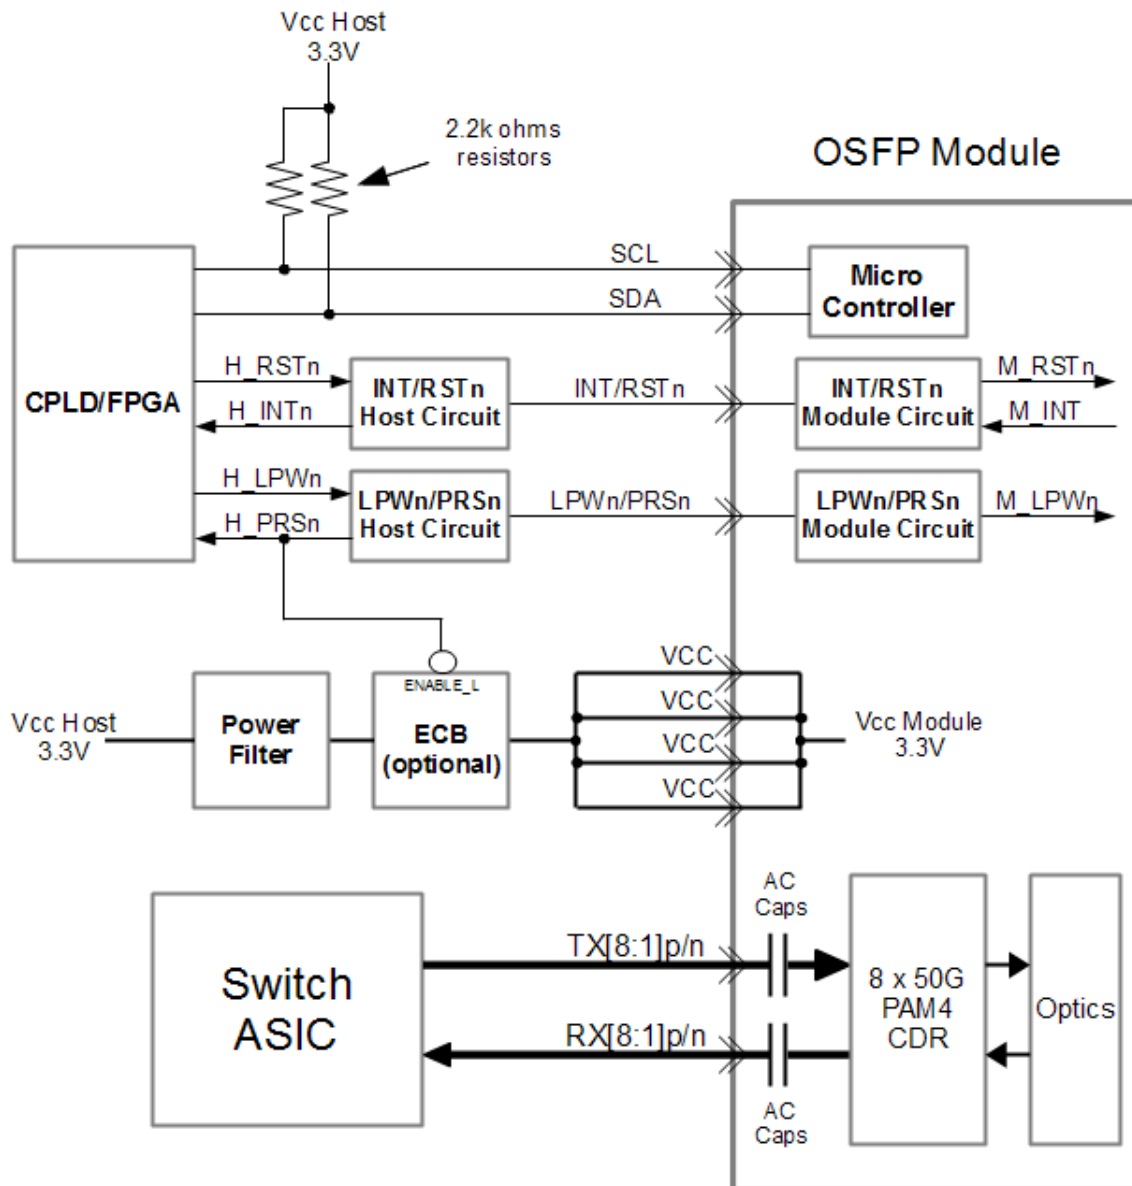 Vcc Host
3.3V
2.2k ohms
resistors
OSFP Module
SCL
SDA
Micro
Controller
CPLD/FPGA
H_RSTn
H_INTn
INT/RSTn
Host Circuit
INT/RSTn
INT/RSTn
Module Circuit
M_RSTn
M_INT
H_LPWn
H_PRSn
LPWn/PRSn
Host Circuit
LPWn/PRSn
LPWn/PRSn
Module Circuit
M_LPWn
Vcc Host
3.3V
Power
Filter
ENABLE_L
ECB
(optional)
VCC
VCC
VCC
VCC
Vcc Module
3.3V
Switch
ASIC
TX[8:1]p/n
RX[8:1]p/n
AC
Caps
AC
Caps
8 x 50G
PAM4
CDR
Optics